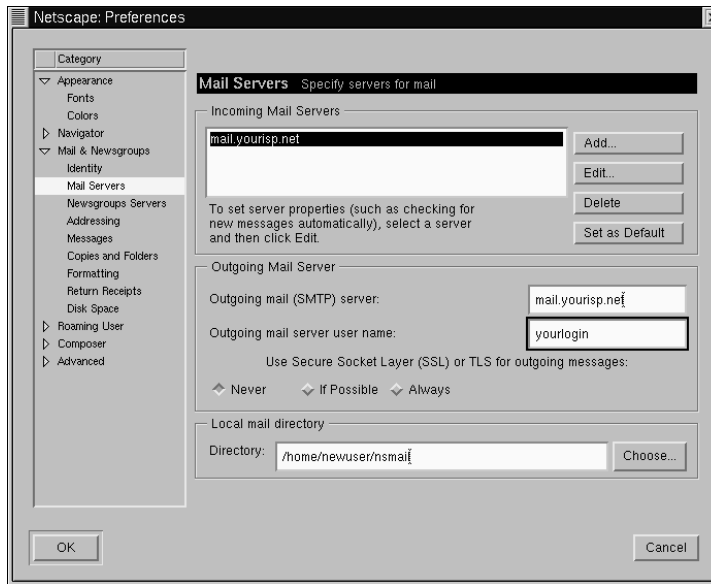 Netscape: Preferences
Category
Appearance
Fonts
Colors
Navigator
Mail & Newsgroups
Identity
Mail Servers
Newsgroups Servers
Addressing
Messages
Copies and Folders
Formatting
Return Receipts
Disk Space
Roaming User
Composer
Advanced
Mail Servers Specify servers for mail
Incoming Mail Servers
mail.yourisp.net
Add...
Edit...
Delete
Set as Default
To set server properties (such as checking for
new messages automatically), select a server
and then click Edit.
Outgoing Mail Server
Outgoing mail (SMTP) server: mail.yourisp.net
Outgoing mail server user name: yourlogin
Use Secure Socket Layer (SSL) or TLS for outgoing messages:
Never If Possible Always
Local mail directory
Directory: /home/newuser/nsmail Choose...
OK Cancel